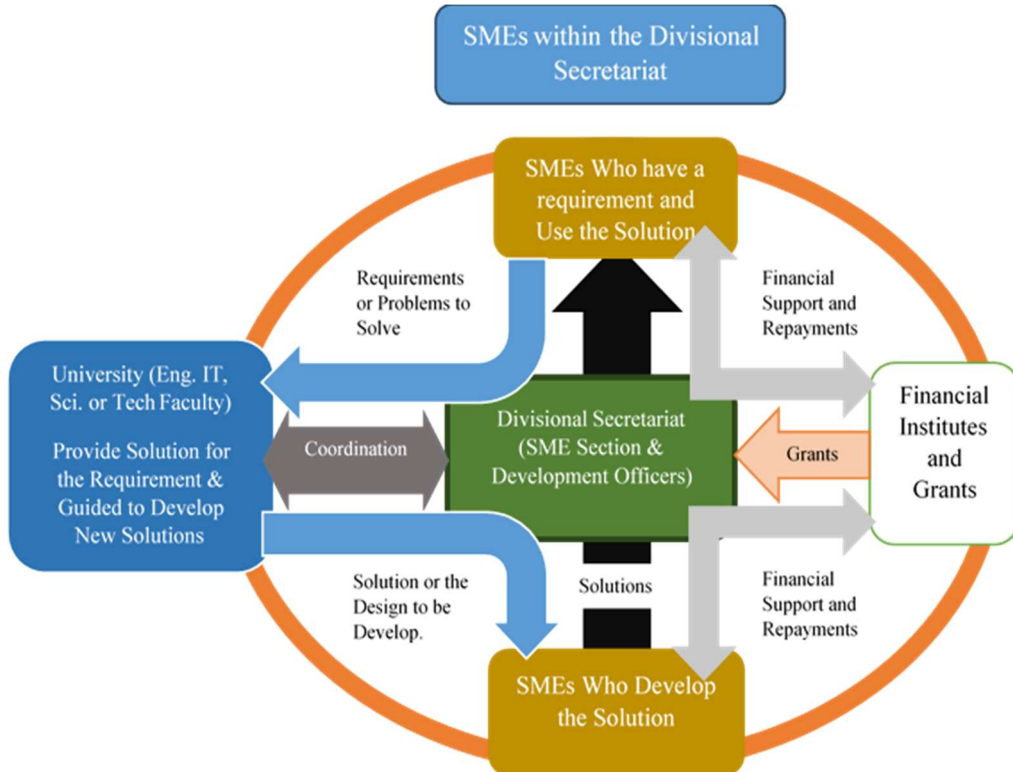 SMEs within the Divisional
Secretariat
SMEs Who have a
requirement and
Use the Solution
Requirements
or Problems to
Solve
Financial
Support and
Repayments
University (Eng. IT,
Sci. or Tech Faculty)
Provide Solution for
the Requirement &
Guided to Develop
New Solutions
Coordination
Divisional Secretariat
(SME Section &
Development Officers)
Grants
Financial
Institutes
and
Grants
Solution or the
Design to be
Develop.
Solutions
Financial
Support and
Repayments
SMEs Who Develop
the Solution